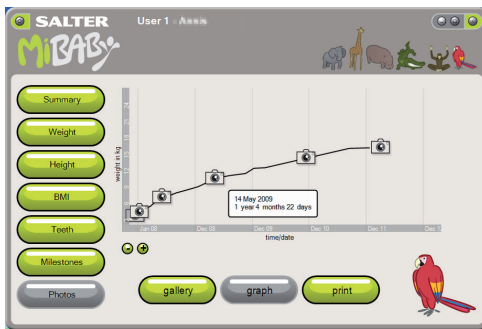 SALTER
User 1 - Annis
MiBABy
Summary
Weight
Height
BMI
Teeth
Milestones
Photos
weight in kg
14 May 2009
1 year 4 months 22 days
Jan 08
Dec 08
Dec 09
Dec 10
Dec 11
time/date
gallery
graph
print